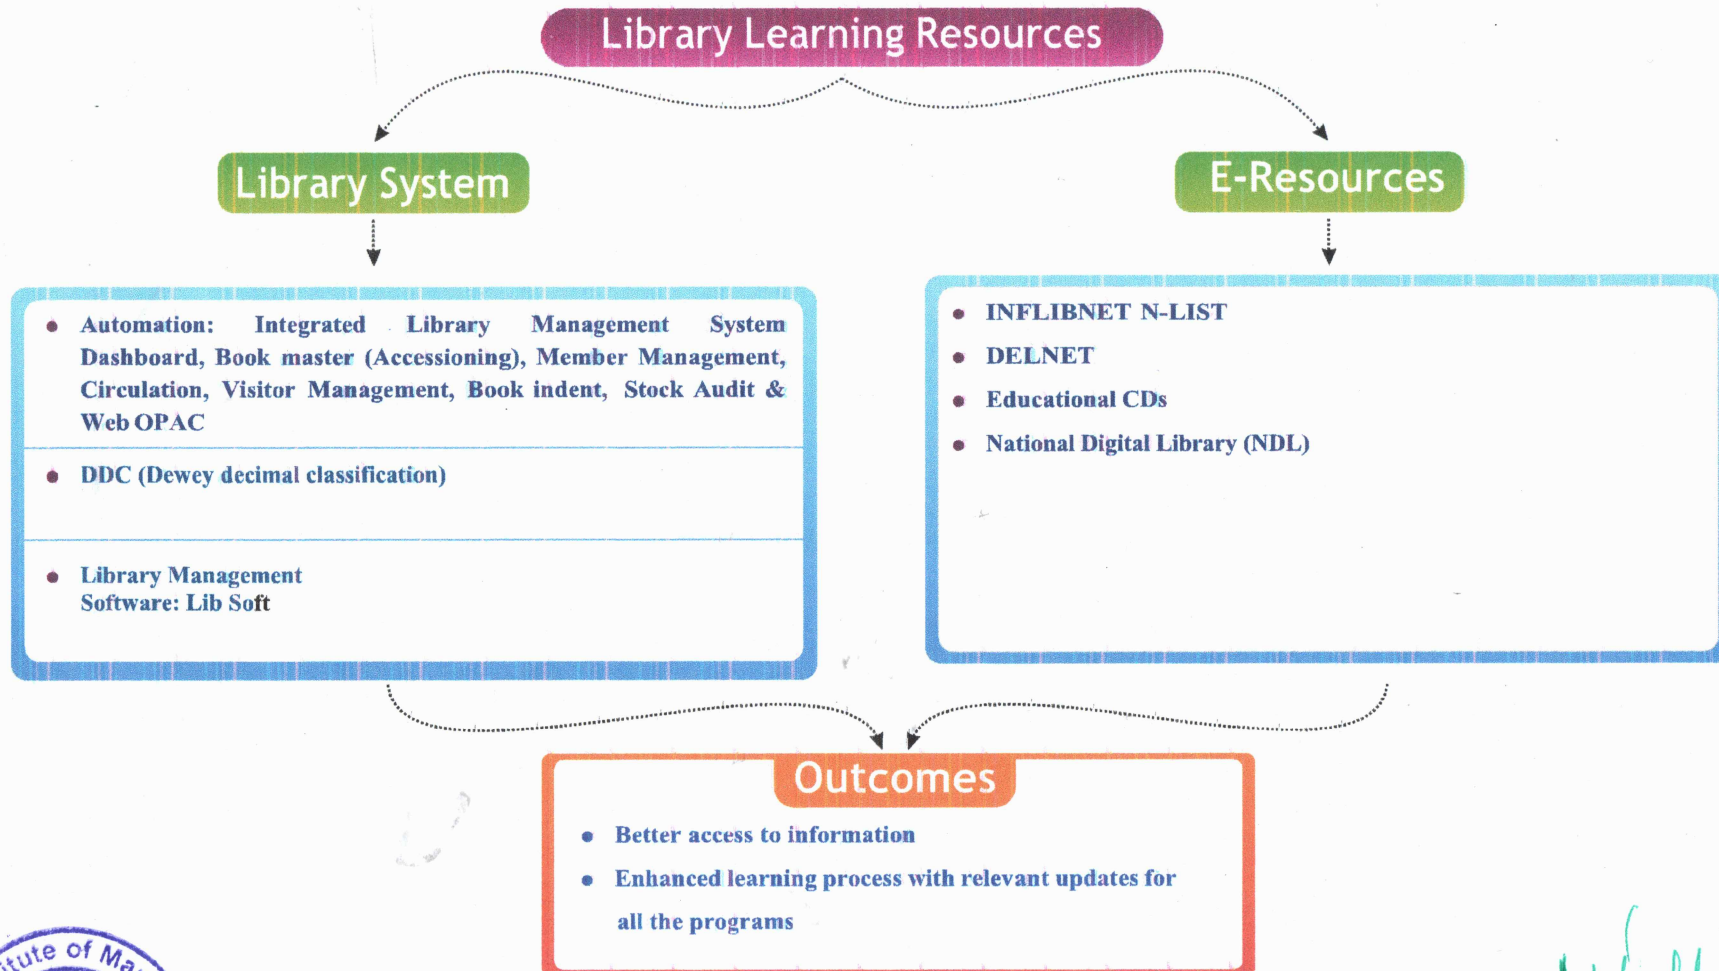 Library Learning Resources
Library System
E-Resources
• Automation: Integrated Library Management System
Dashboard, Book master (Accessioning), Member Management,
Circulation, Visitor Management, Book indent, Stock Audit &
Web OPAC
• DDC (Dewey decimal classification)
• Library Management
Software: Lib Soft
• INFLIBNET N-LIST
• DELNET
• Educational CDs
• National Digital Library (NDL)
Outcomes
• Better access to information
• Enhanced learning process with relevant updates for
all the programs
of